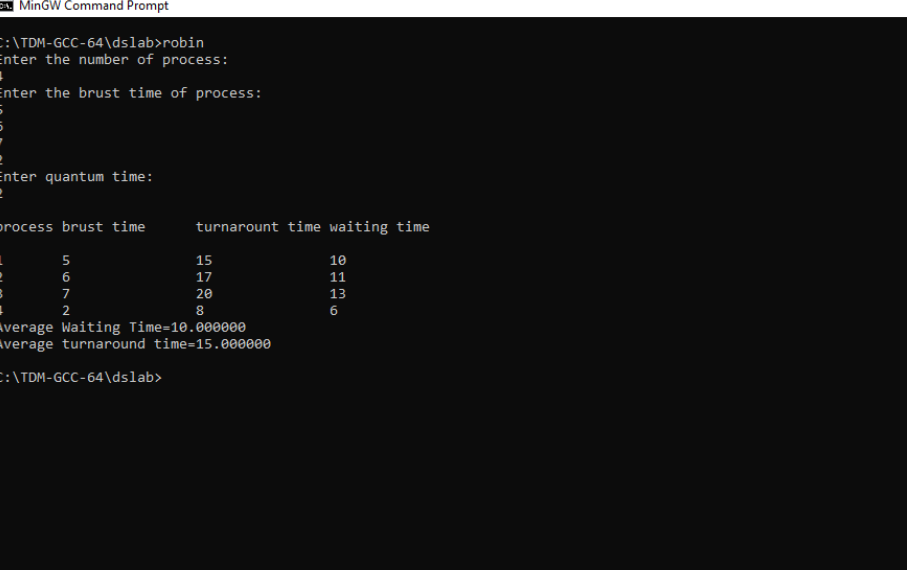 MinGW Command Prompt
C:\TDM-GCC-64\dslab>robin
Enter the number of process:
4
Enter the brust time of process:
5
6
7
2
Enter quantum time:
2
process brust time turnarount time waiting time
1 5 15 10
2 6 17 11
3 7 20 13
4 2 8 6
Average Waiting Time=10.000000
Average turnaround time=15.000000
C:\TDM-GCC-64\dslab>